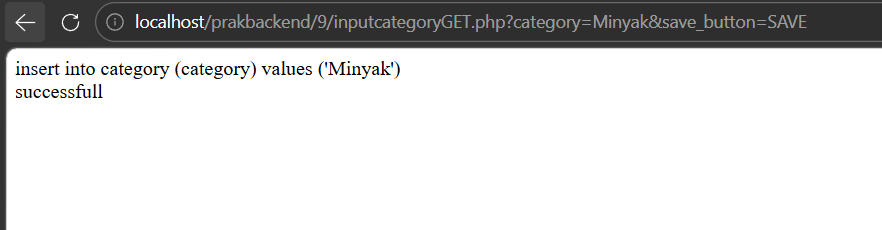 localhost/prakbackend/9/inputcategoryGET.php?category=Minyak&save_button=SAVE
insert into category (category) values ('Minyak')
successfull